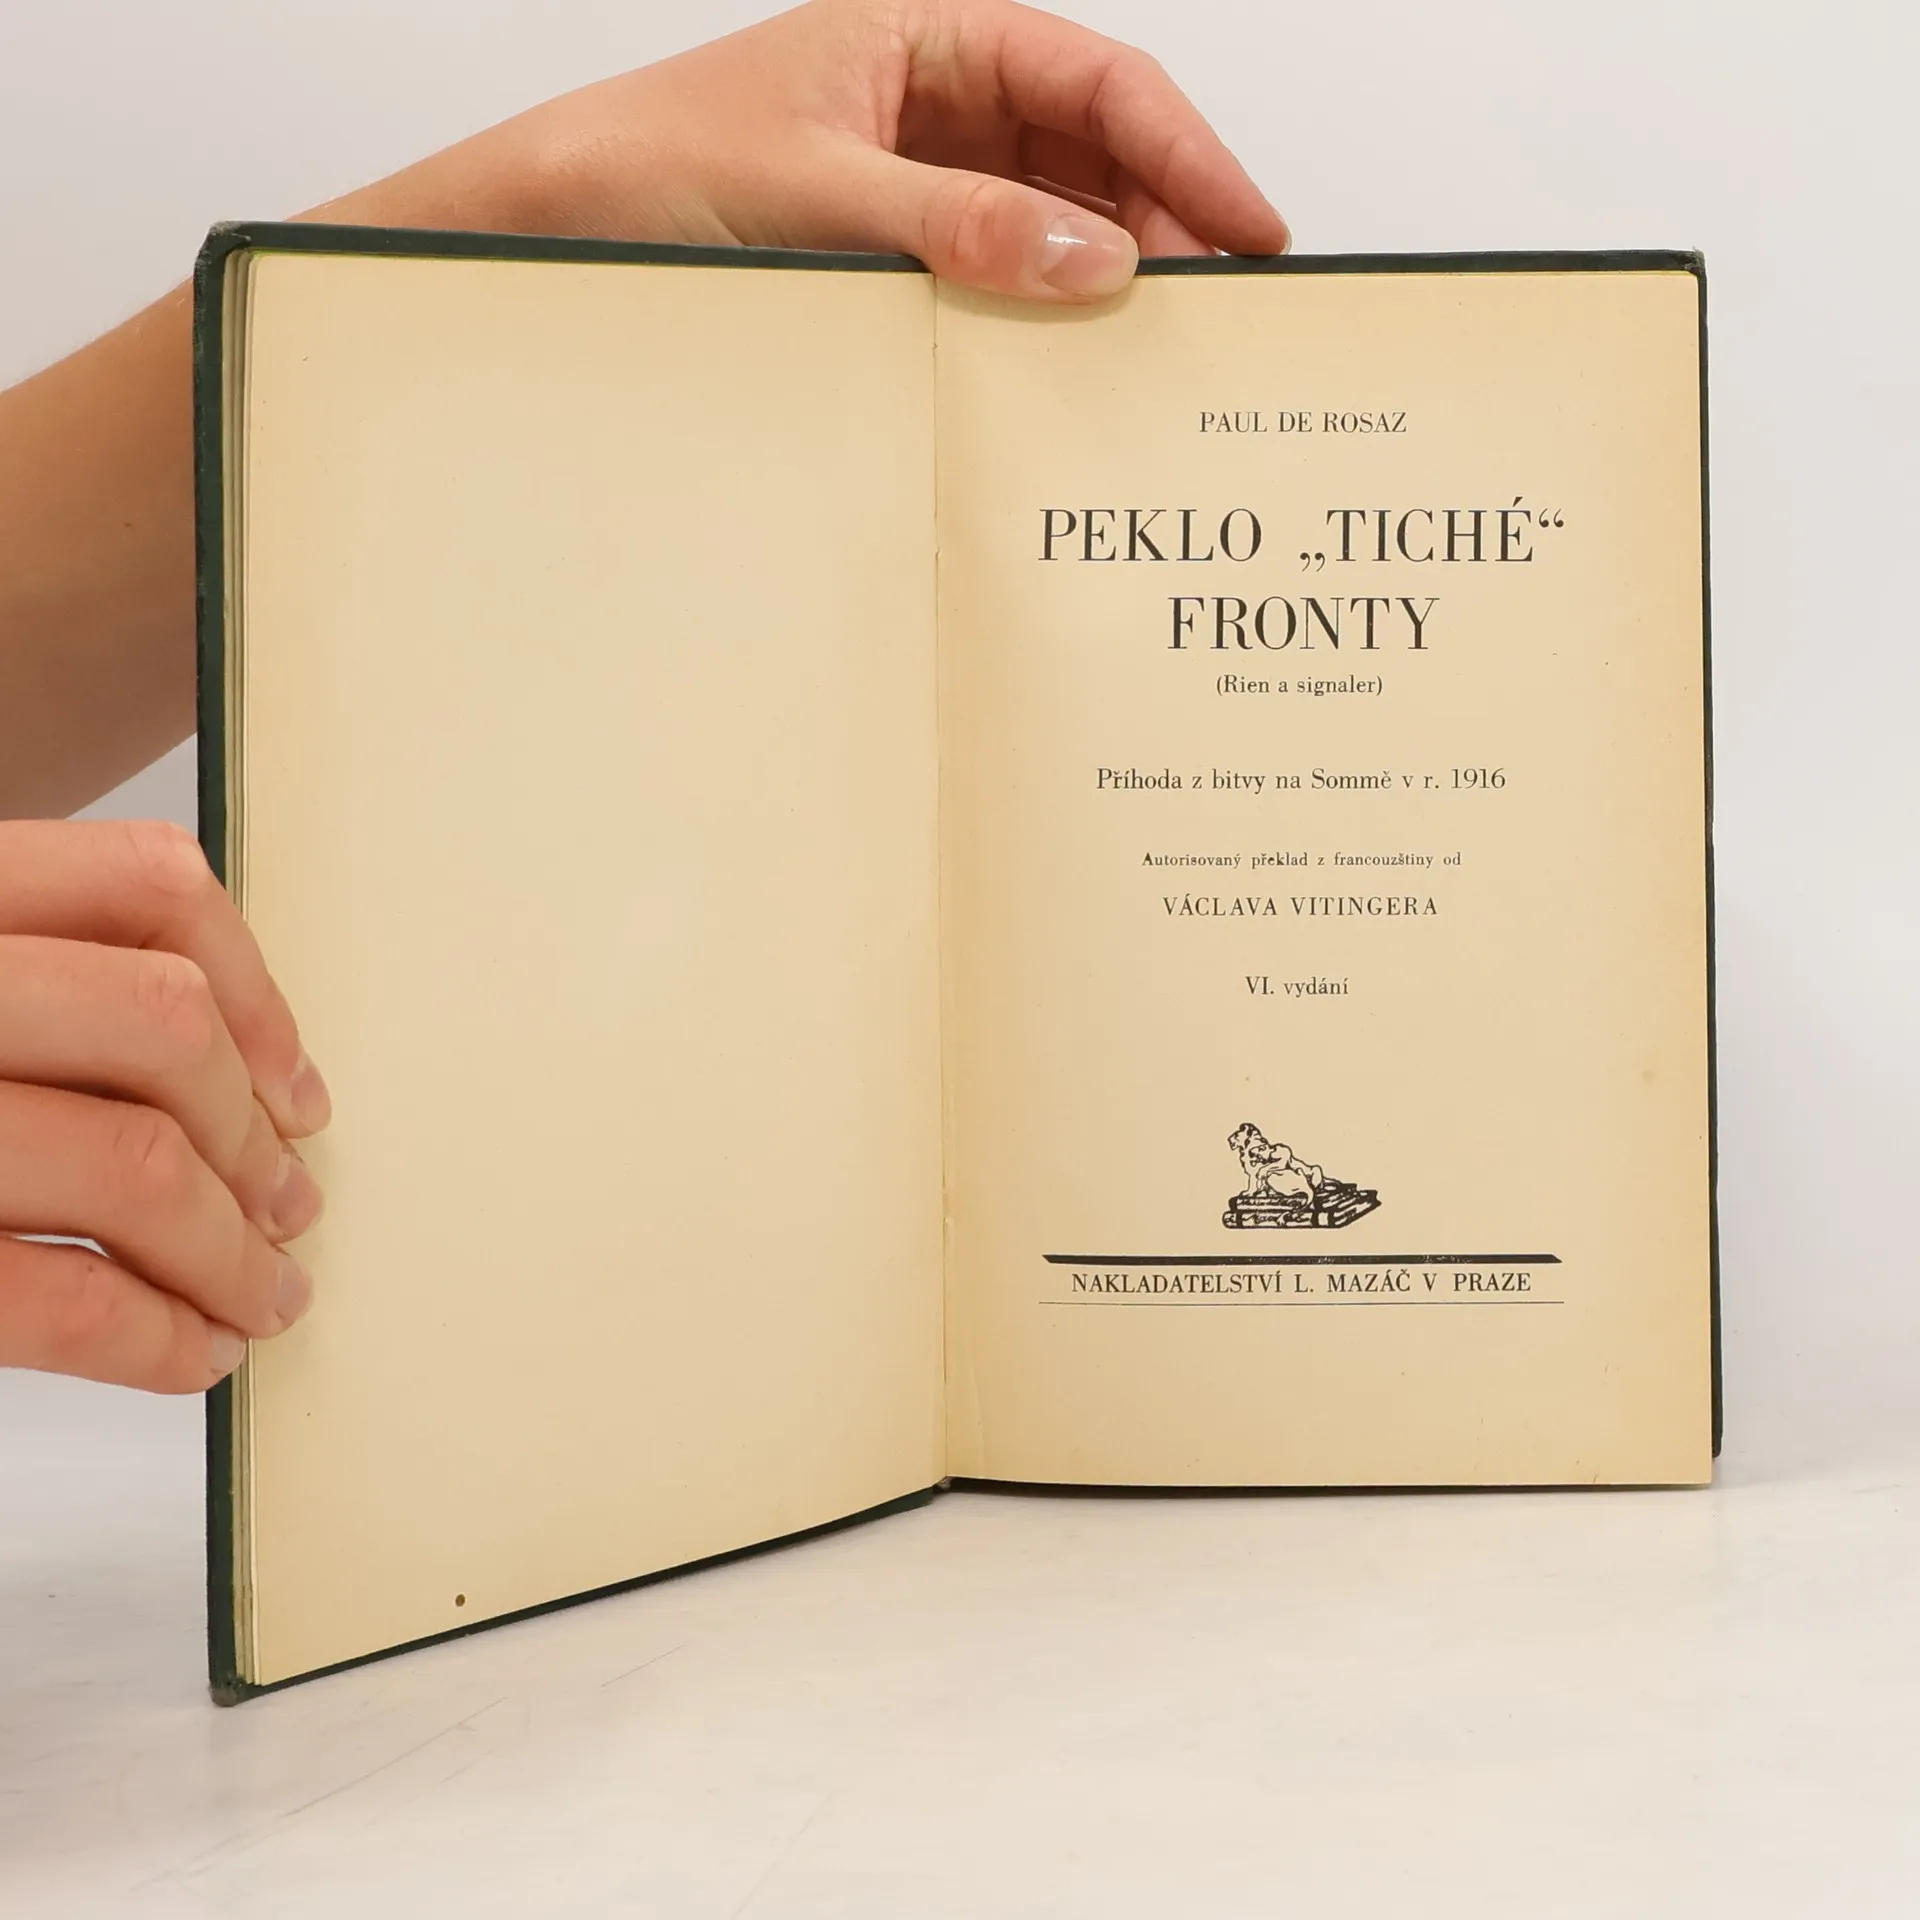 PAUL DE ROSAZ
PEKLO „TICHÉ“
FRONTY
(Rien a signaler)
Příhoda z bitvy na Sommě v r. 1916
Autorisovaný překlad z francouzštiny od
VÁCLAVA VITINGERA
VI. vydání
NAKLADATELSTVÍ L. MAZÁČ V PRAZE